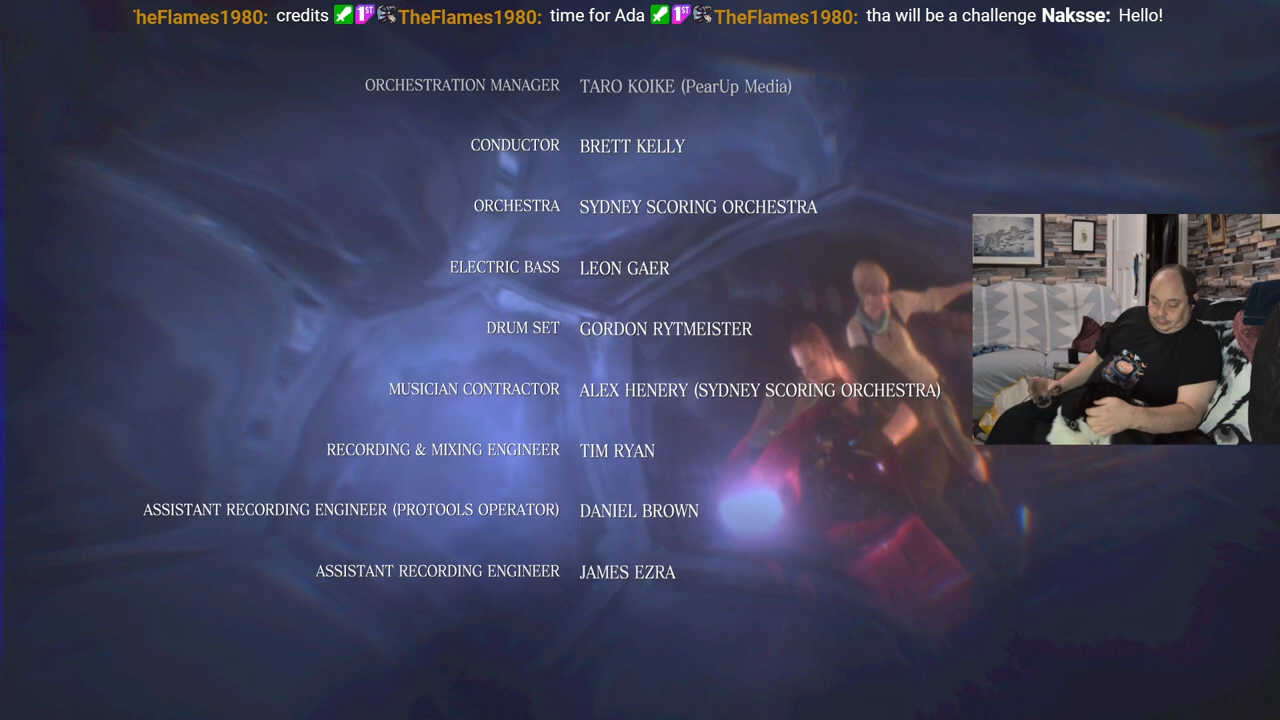 heFlames1980: credits 1ST TheFlames1980: time for Ada 1ST TheFlames1980: tha will be a challenge Naksse: Hello!
ORCHESTRATION MANAGER TARO KOIKE (PearUp Media)
CONDUCTOR BRETT KELLY
ORCHESTRA SYDNEY SCORING ORCHESTRA
ELECTRIC BASS LEON GAER
DRUM SET GORDON RYTMEISTER
MUSICIAN CONTRACTOR ALEX HENERY (SYDNEY SCORING ORCHESTRA)
RECORDING & MIXING ENGINEER TIM RYAN
ASSISTANT RECORDING ENGINEER (PROTOOLS OPERATOR) DANIEL BROWN
ASSISTANT RECORDING ENGINEER JAMES EZRA